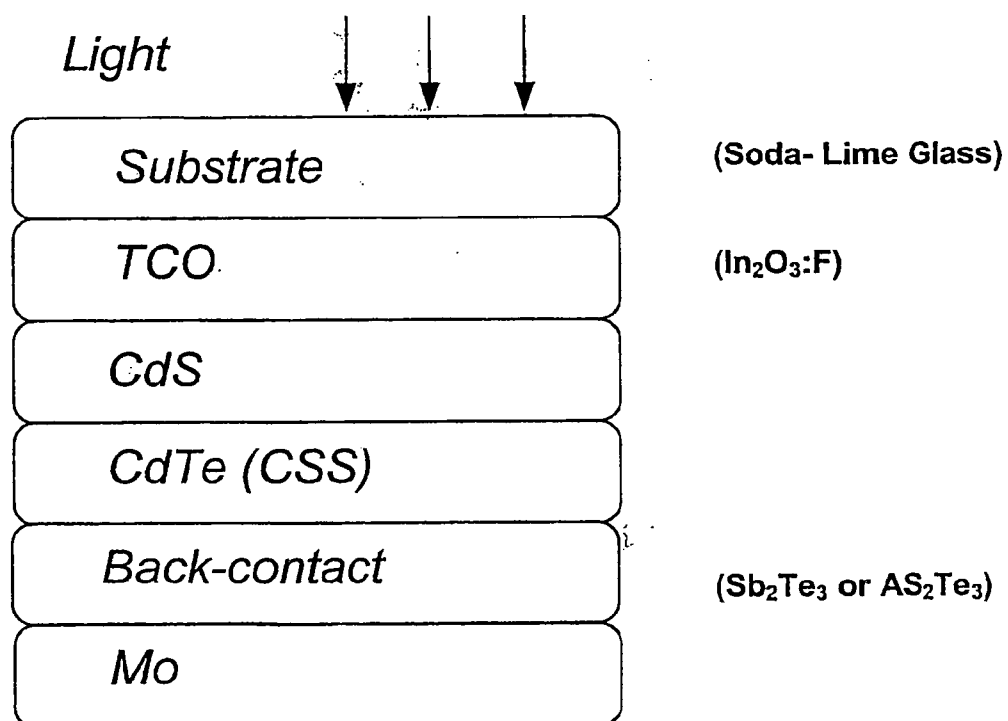 Light
Substrate (Soda- Lime Glass)
TCO (In₂O₃:F)
CdS
CdTe (CSS)
Back-contact (Sb₂Te₃ or AS₂Te₃)
Mo